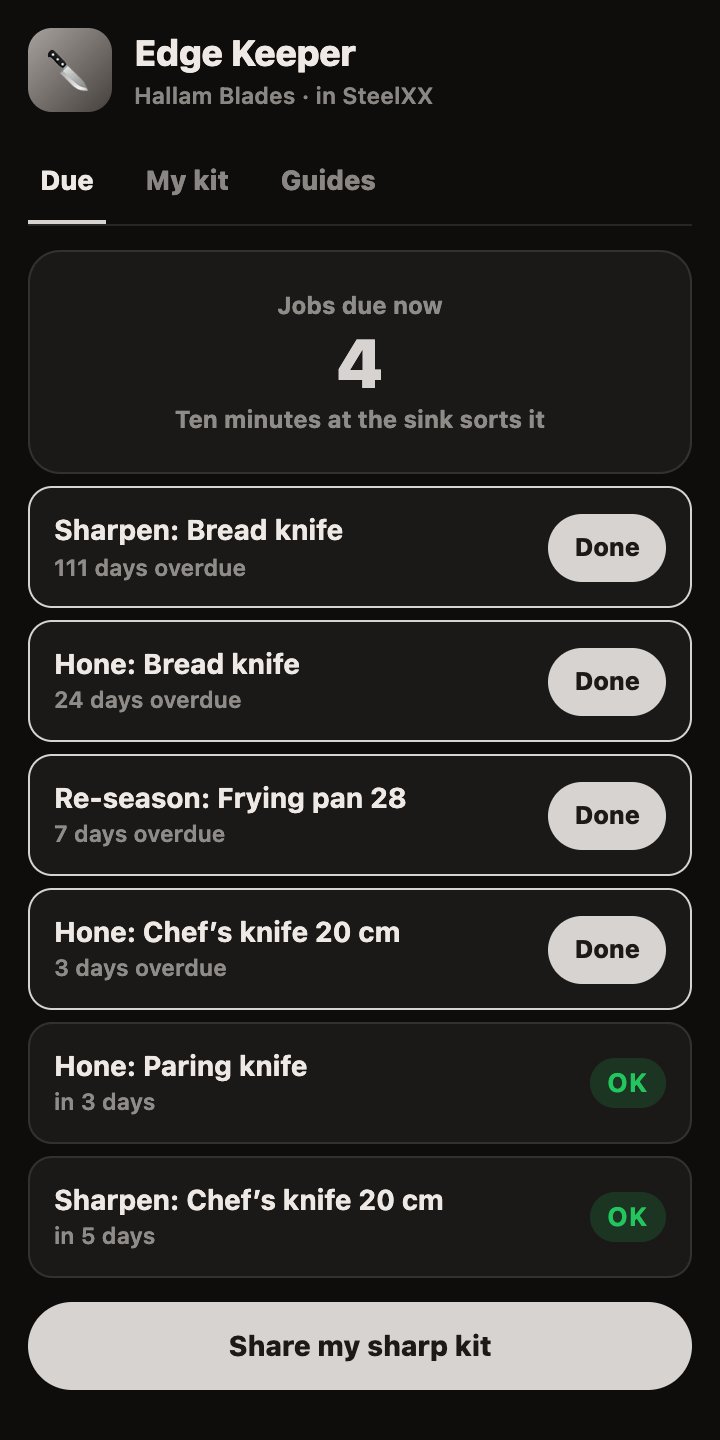 Edge Keeper
Hallam Blades · in SteelXX
Due
My kit
Guides
Jobs due now
4
Ten minutes at the sink sorts it
Sharpen: Bread knife
111 days overdue
Done
Hone: Bread knife
24 days overdue
Done
Re-season: Frying pan 28
7 days overdue
Done
Hone: Chef’s knife 20 cm
3 days overdue
Done
Hone: Paring knife
in 3 days
OK
Sharpen: Chef’s knife 20 cm
in 5 days
OK
Share my sharp kit